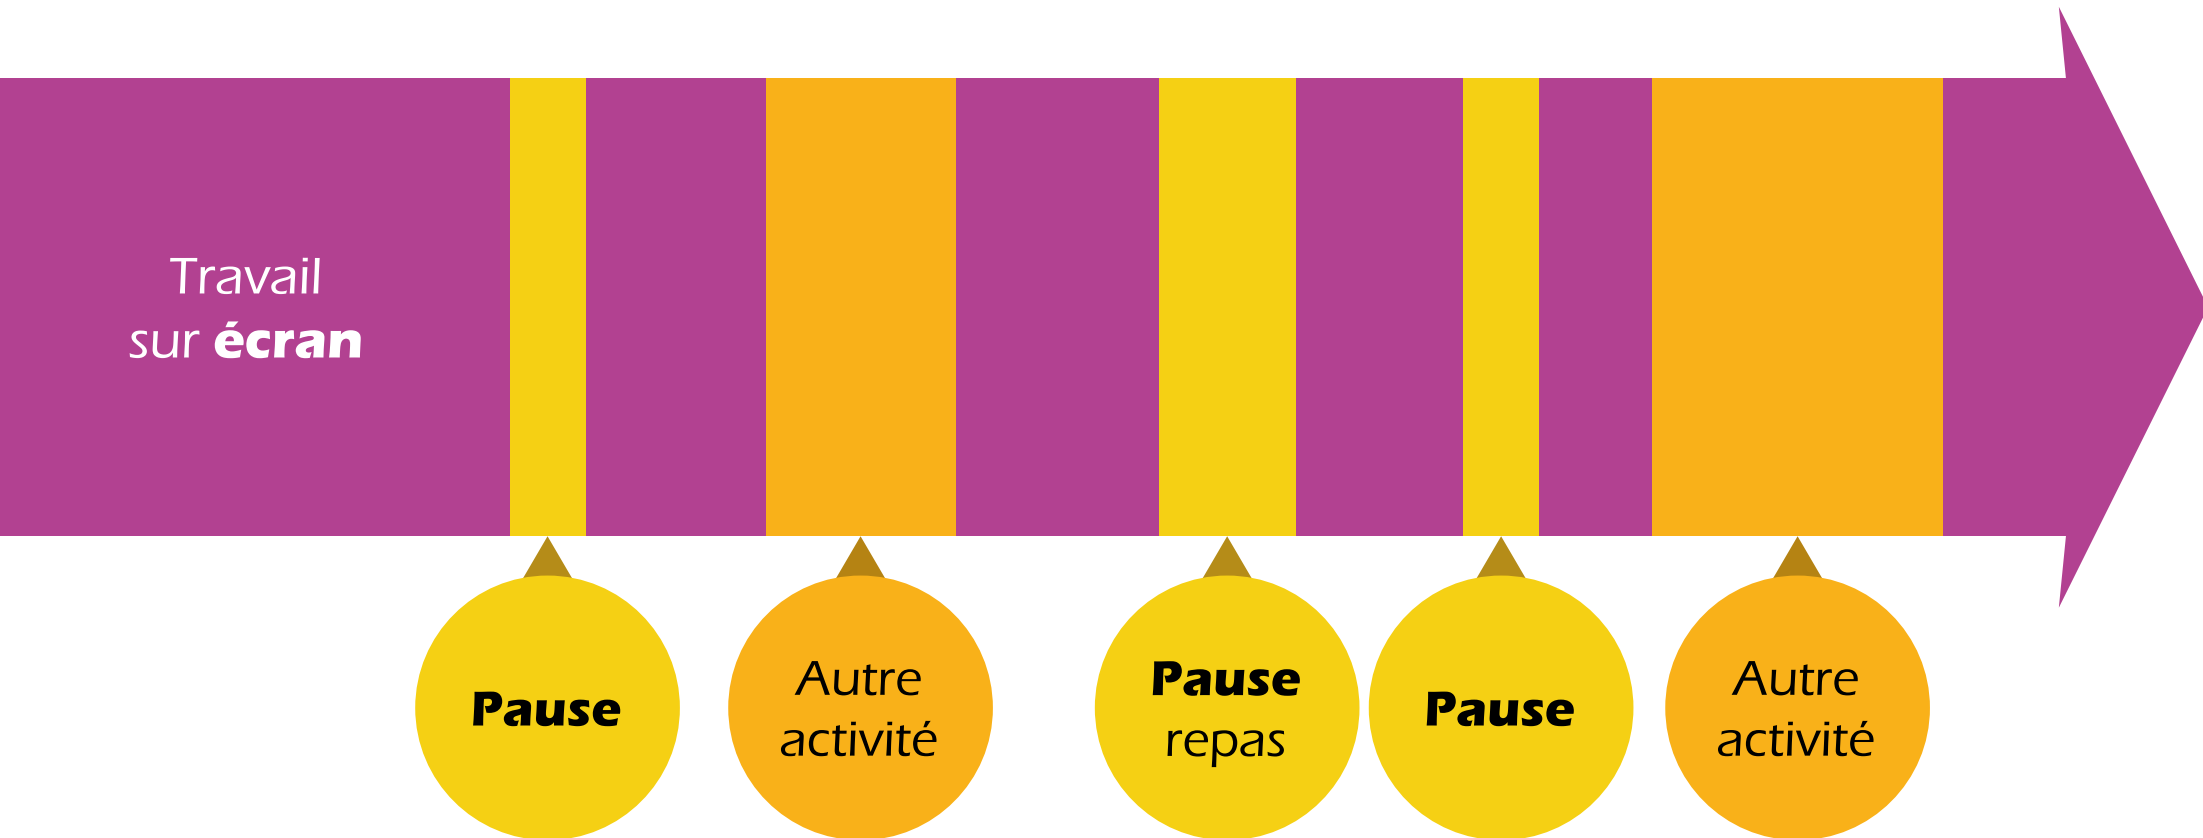 Travail
sur écran
Pause
Autre
activité
Pause
repas
Pause
Autre
activité